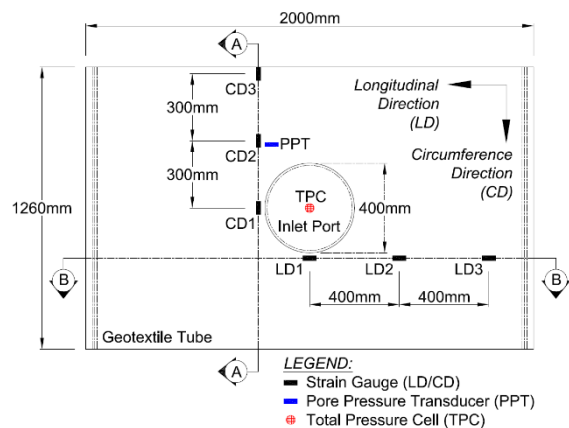 2000mm
A
CD3
300mm
Longitudinal
Direction
(LD)
CD2
PPT
Circumference
Direction
(CD)
300mm
1260mm
TPC
Inlet Port
400mm
CD1
B
LD1
LD2
LD3
B
400mm
400mm
Geotextile Tube
A
LEGEND:
Strain Gauge (LD/CD)
Pore Pressure Transducer (PPT)
Total Pressure Cell (TPC)